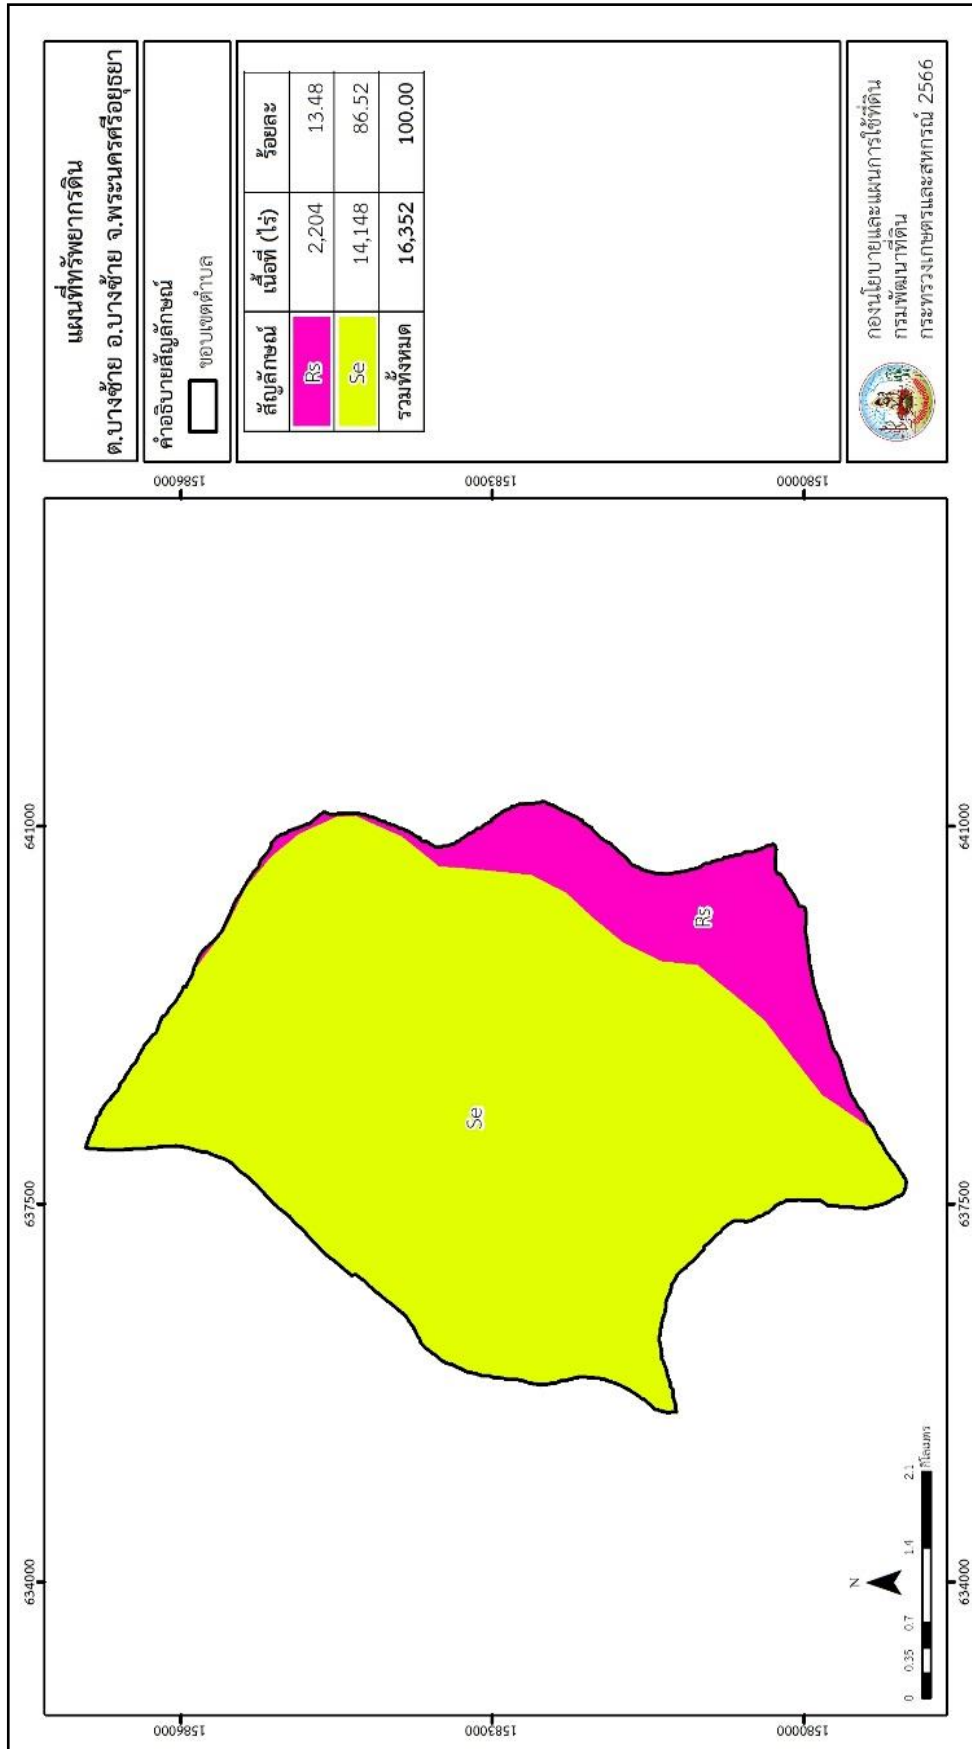 แผนที่ทรัพยากรดิน
ต.บางซ้าย อ.บางซ้าย จ.พระนครศรีอยุธยา
คำอธิบายสัญลักษณ์
ขอบเขตตำบล
สัญลักษณ์ เนื้อที่ (ไร่) ร้อยละ
Rs 2,204 13.48
Se 14,148 86.52
รวมทั้งหมด 16,352 100.00
กองนโยบายและแผนการใช้ที่ดิน
กรมพัฒนาที่ดิน
กระทรวงเกษตรและสหกรณ์ 2566
634000 637500 641000
1586000 1586000
1583000 1583000
1580000 1580000
Se
Rs
N
0 0.35 0.7 1.4 2.1
กิโลเมตร
634000 637500 641000